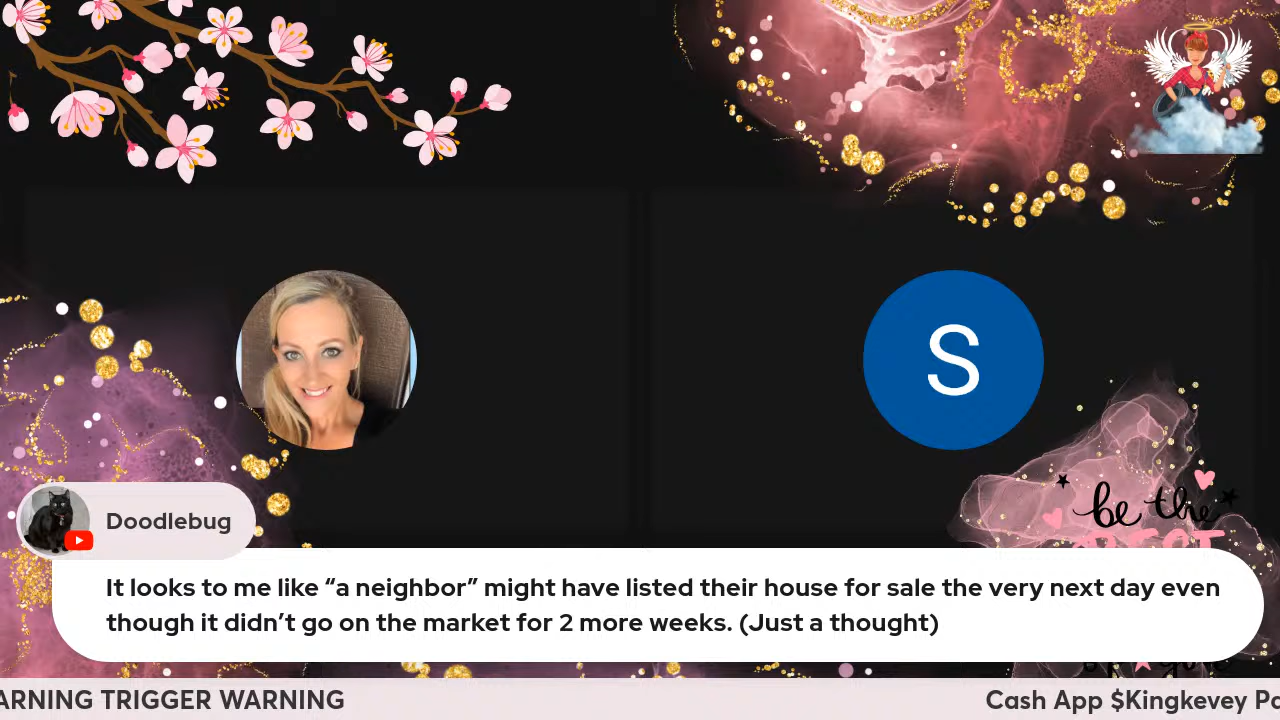 S
be the
Doodlebug
It looks to me like “a neighbor” might have listed their house for sale the very next day even
though it didn’t go on the market for 2 more weeks. (Just a thought)
TRIGGER WARNING
Cash App $Kingkevey